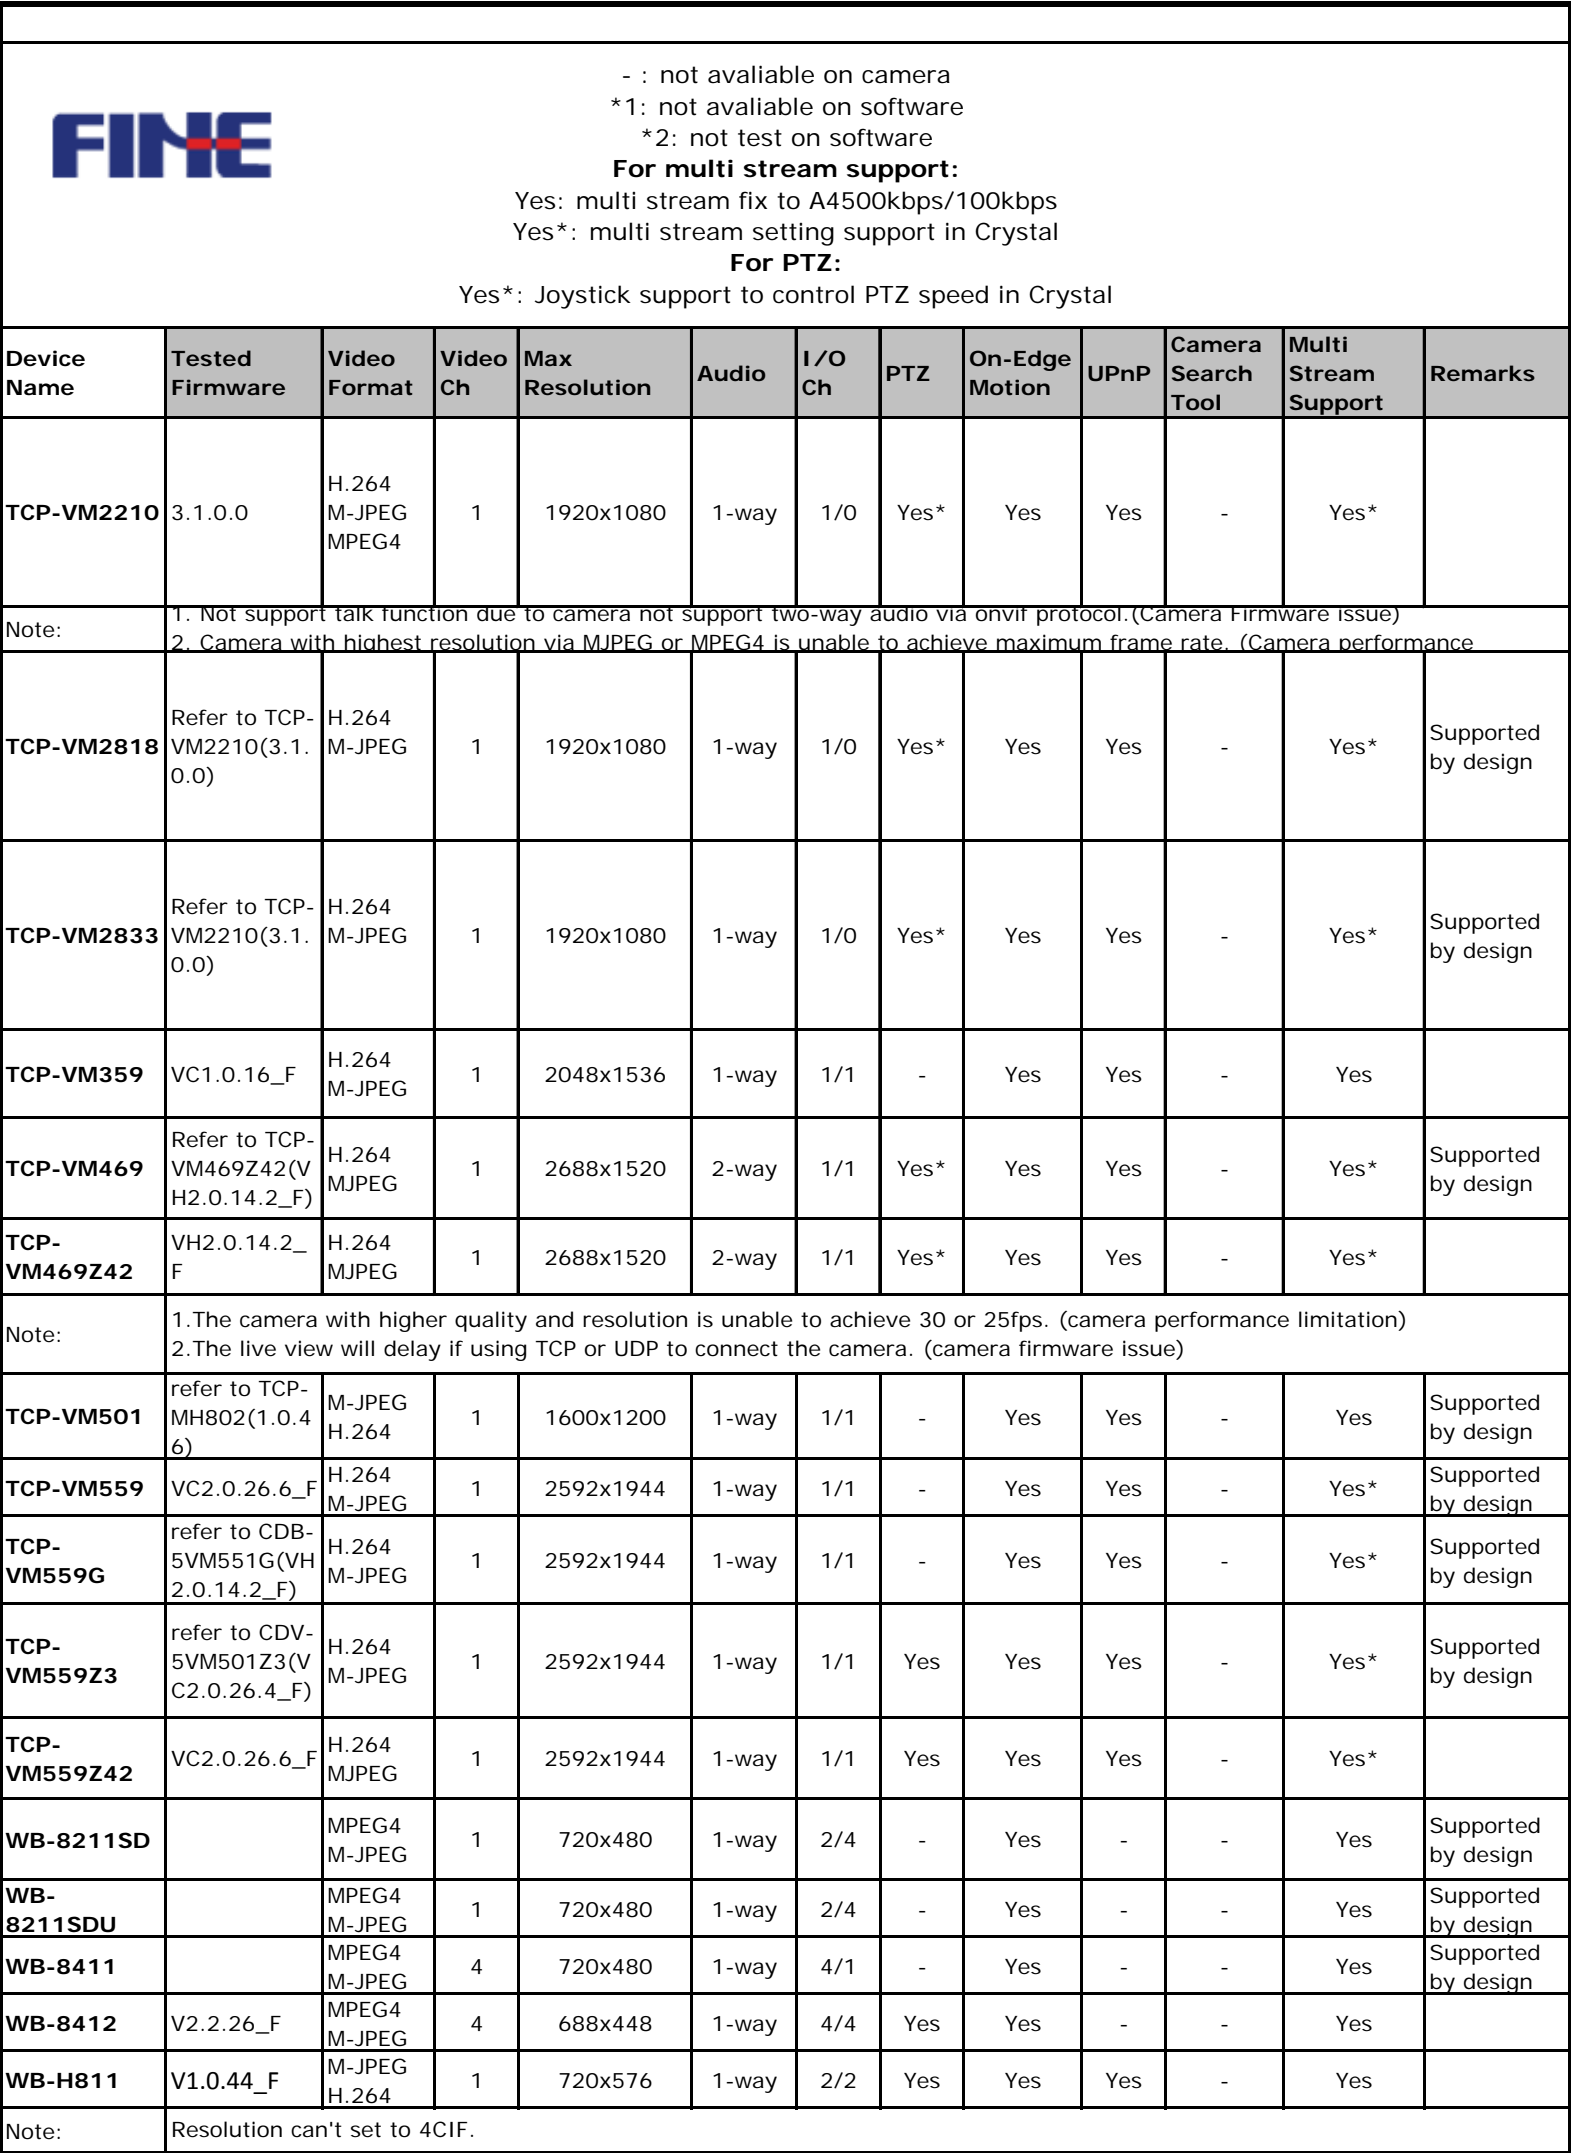 FINE
- : not avaliable on camera
*1: not avaliable on software
*2: not test on software
For multi stream support:
Yes: multi stream fix to A4500kbps/100kbps
Yes*: multi stream setting support in Crystal
For PTZ:
Yes*: Joystick support to control PTZ speed in Crystal
Device Name Tested Firmware Video Format Video Ch Max Resolution Audio I/O Ch PTZ On-Edge Motion UPnP Camera Search Tool Multi Stream Support Remarks
TCP-VM2210 3.1.0.0 H.264 M-JPEG MPEG4 1 1920x1080 1-way 1/0 Yes* Yes Yes - Yes*
Note: 1. Not support talk function due to camera not support two-way audio via onvif protocol.(Camera Firmware issue)
2. Camera with highest resolution via MJPEG or MPEG4 is unable to achieve maximum frame rate. (Camera performance
TCP-VM2818 Refer to TCP-VM2210(3.1.0.0) H.264 M-JPEG 1 1920x1080 1-way 1/0 Yes* Yes Yes - Yes* Supported by design
TCP-VM2833 Refer to TCP-VM2210(3.1.0.0) H.264 M-JPEG 1 1920x1080 1-way 1/0 Yes* Yes Yes - Yes* Supported by design
TCP-VM359 VC1.0.16_F H.264 M-JPEG 1 2048x1536 1-way 1/1 - Yes Yes - Yes
TCP-VM469 Refer to TCP-VM469Z42(VH2.0.14.2_F) H.264 MJPEG 1 2688x1520 2-way 1/1 Yes* Yes Yes - Yes* Supported by design
TCP-VM469Z42 VH2.0.14.2_F H.264 MJPEG 1 2688x1520 2-way 1/1 Yes* Yes Yes - Yes*
Note: 1.The camera with higher quality and resolution is unable to achieve 30 or 25fps. (camera performance limitation)
2.The live view will delay if using TCP or UDP to connect the camera. (camera firmware issue)
TCP-VM501 refer to TCP-MH802(1.0.46) M-JPEG H.264 1 1600x1200 1-way 1/1 - Yes Yes - Yes Supported by design
TCP-VM559 VC2.0.26.6_F H.264 M-JPEG 1 2592x1944 1-way 1/1 - Yes Yes - Yes* Supported by design
TCP-VM559G refer to CDB-5VM551G(VH2.0.14.2_F) H.264 M-JPEG 1 2592x1944 1-way 1/1 - Yes Yes - Yes* Supported by design
TCP-VM559Z3 refer to CDV-5VM501Z3(VC2.0.26.4_F) H.264 M-JPEG 1 2592x1944 1-way 1/1 Yes Yes Yes - Yes* Supported by design
TCP-VM559Z42 VC2.0.26.6_F H.264 MJPEG 1 2592x1944 1-way 1/1 Yes Yes Yes - Yes*
WB-8211SD MPEG4 M-JPEG 1 720x480 1-way 2/4 - Yes - - Yes Supported by design
WB-8211SDU MPEG4 M-JPEG 1 720x480 1-way 2/4 - Yes - - Yes Supported by design
WB-8411 MPEG4 M-JPEG 4 720x480 1-way 4/1 - Yes - - Yes Supported by design
WB-8412 V2.2.26_F MPEG4 M-JPEG 4 688x448 1-way 4/4 Yes Yes - - Yes
WB-H811 V1.0.44_F M-JPEG H.264 1 720x576 1-way 2/2 Yes Yes Yes - Yes
Note: Resolution can't set to 4CIF.